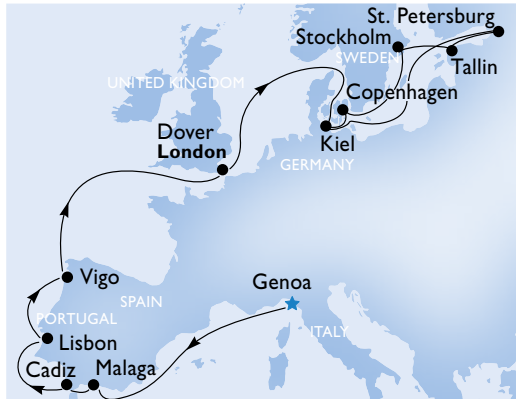 St. Petersburg
Stockholm
SWEDEN
Tallin
UNITED KINGDOM
Copenhagen
Dover
London
Kiel
GERMANY
Vigo
Genoa
SPAIN
PORTUGAL
ITALY
Lisbon
Cadiz
Malaga